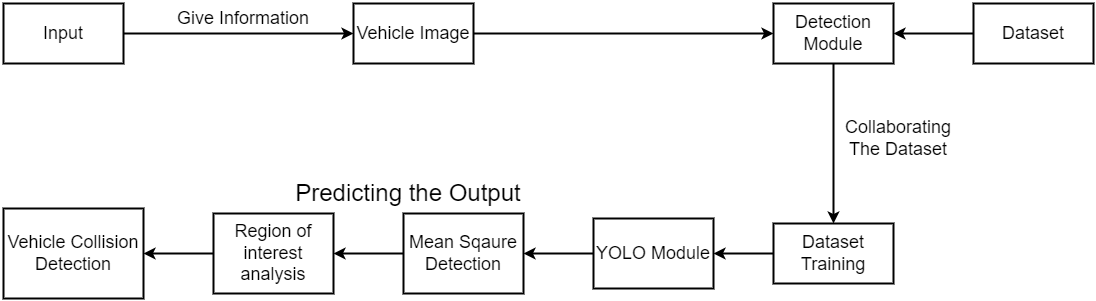 Input
Give Information
Vehicle Image
Detection
Module
Dataset
Collaborating
The Dataset
Predicting the Output
Vehicle Collision
Detection
Region of
interest
analysis
Mean Sqaure
Detection
YOLO Module
Dataset
Training